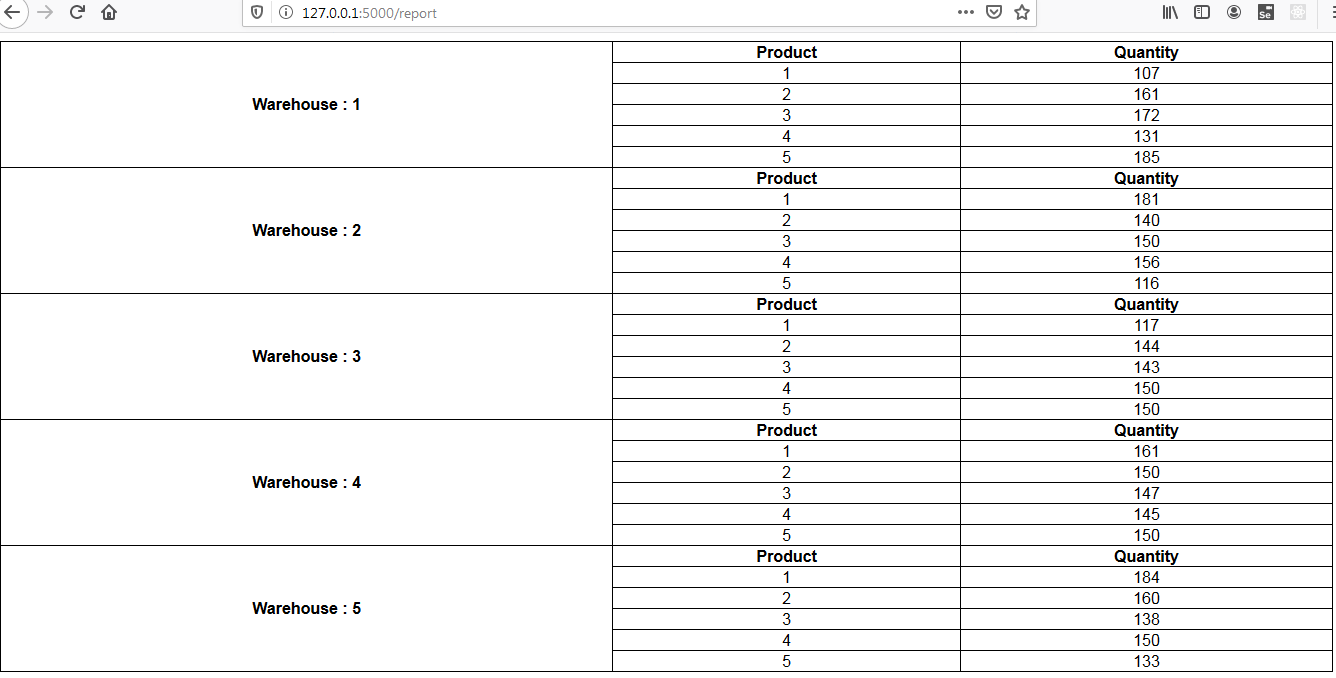 127.0.0.1:5000/report
Se
Product Quantity
1 107
2 161
Warehouse : 1
3 172
4 131
5 185
Product Quantity
1 181
2 140
Warehouse : 2
3 150
4 156
5 116
Product Quantity
1 117
2 144
Warehouse : 3
3 143
4 150
5 150
Product Quantity
1 161
2 150
Warehouse : 4
3 147
4 145
5 150
Product Quantity
1 184
2 160
Warehouse : 5
3 138
4 150
5 133